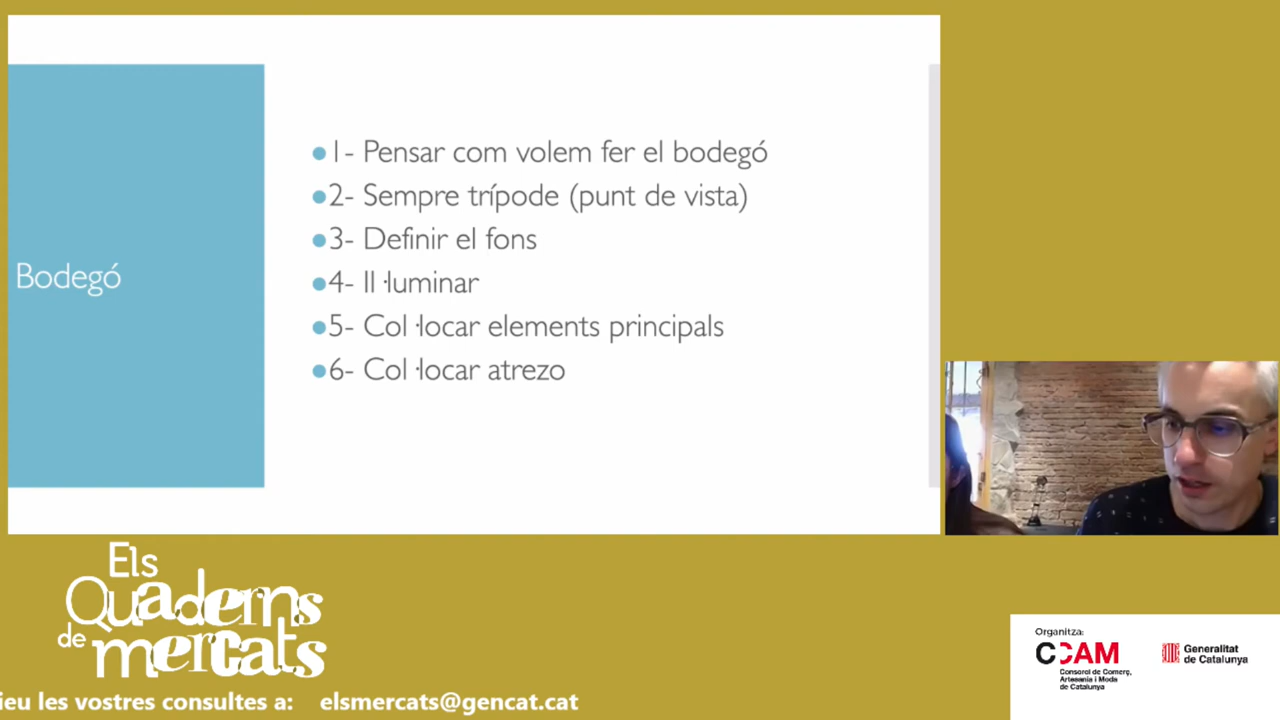 Bodegó
1- Pensar com volem fer el bodegó
2- Sempre trípode (punt de vista)
3- Definir el fons
4- Il·luminar
5- Col·locar elements principals
6- Col·locar atrezo
Els
Quaderns
de mercats
ieu les vostres consultes a: elsmercats@gencat.cat
Organitza:
CCAM
Consorci de Comerç,
Artesania i Moda
de Catalunya
Generalitat
de Catalunya